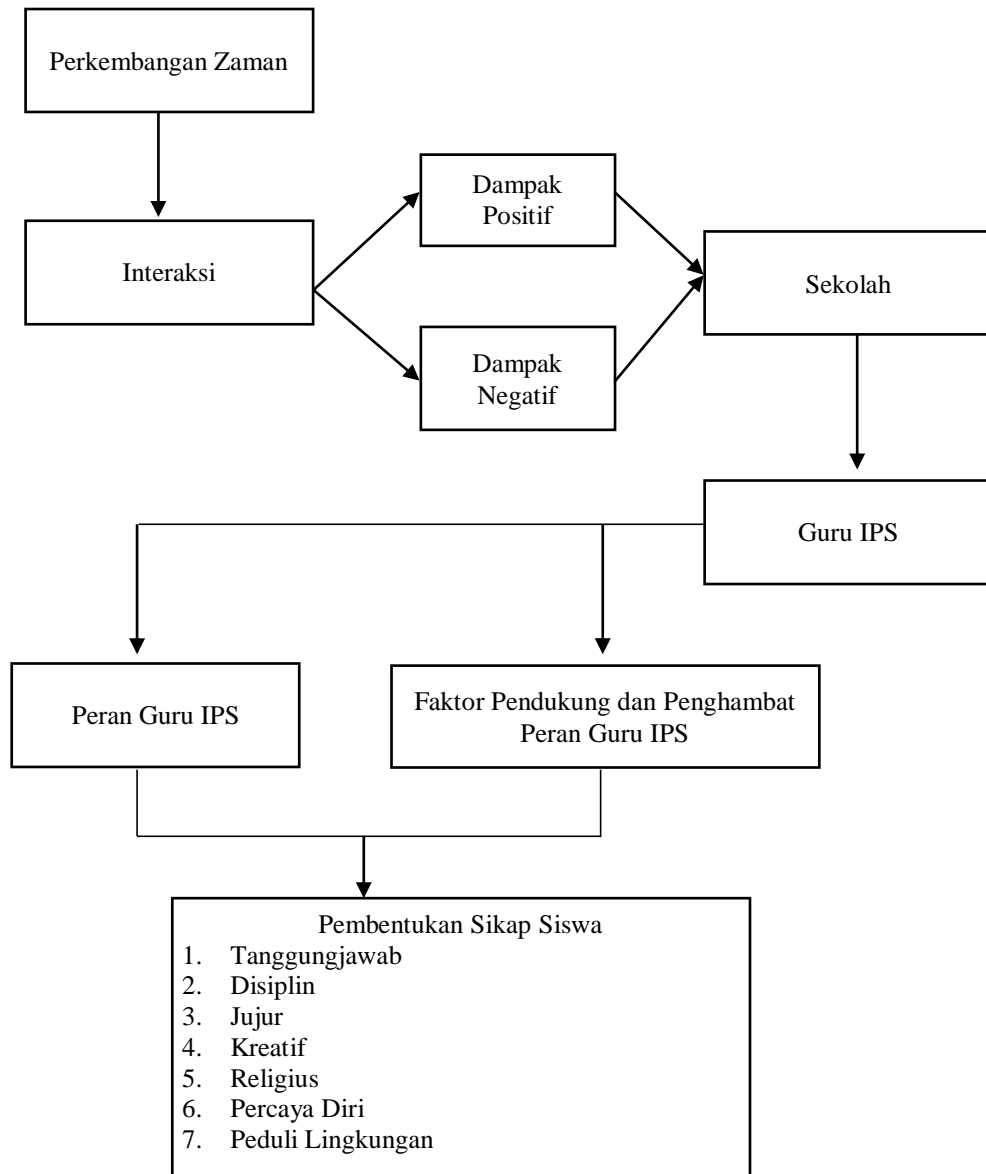 Perkembangan Zaman
Dampak
Positif
Interaksi
Sekolah
Dampak
Negatif
Guru IPS
Peran Guru IPS
Faktor Pendukung dan Penghambat
Peran Guru IPS
Pembentukan Sikap Siswa
1. Tanggungjawab
2. Disiplin
3. Jujur
4. Kreatif
5. Religius
6. Percaya Diri
7. Peduli Lingkungan